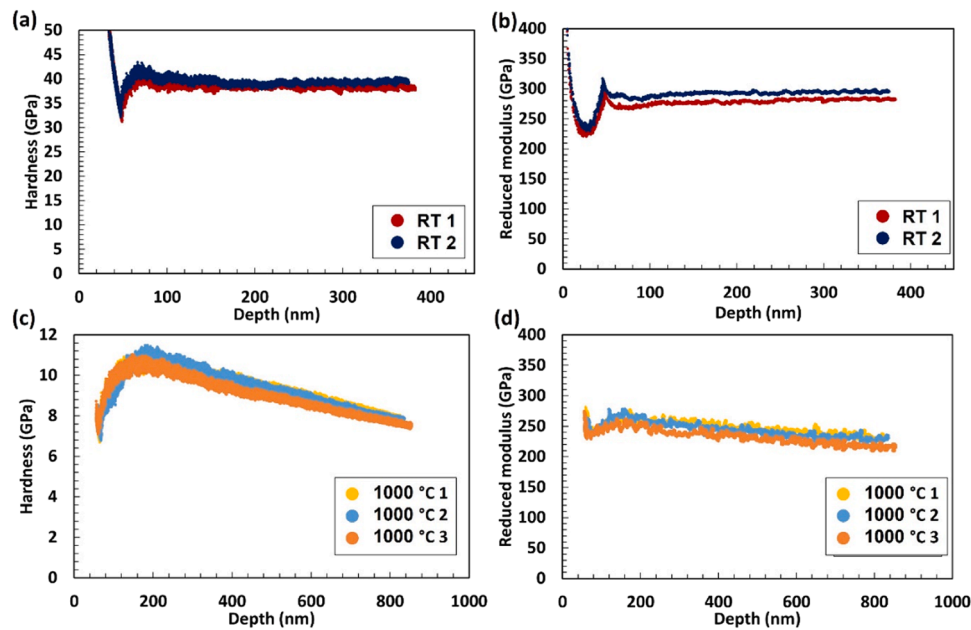 (a)
50
45
40
35
30
25
20
15
10
5
0
Hardness (GPa)
0
100
200
300
400
Depth (nm)
RT 1
RT 2
(b)
400
350
300
250
200
150
100
50
0
Reduced modulus (GPa)
0
100
200
300
400
Depth (nm)
RT 1
RT 2
(c)
12
10
8
6
4
2
0
Hardness (GPa)
0
200
400
600
800
1000
Depth (nm)
1000 °C 1
1000 °C 2
1000 °C 3
(d)
400
350
300
250
200
150
100
50
0
Reduced modulus (GPa)
0
200
400
600
800
1000
Depth (nm)
1000 °C 1
1000 °C 2
1000 °C 3